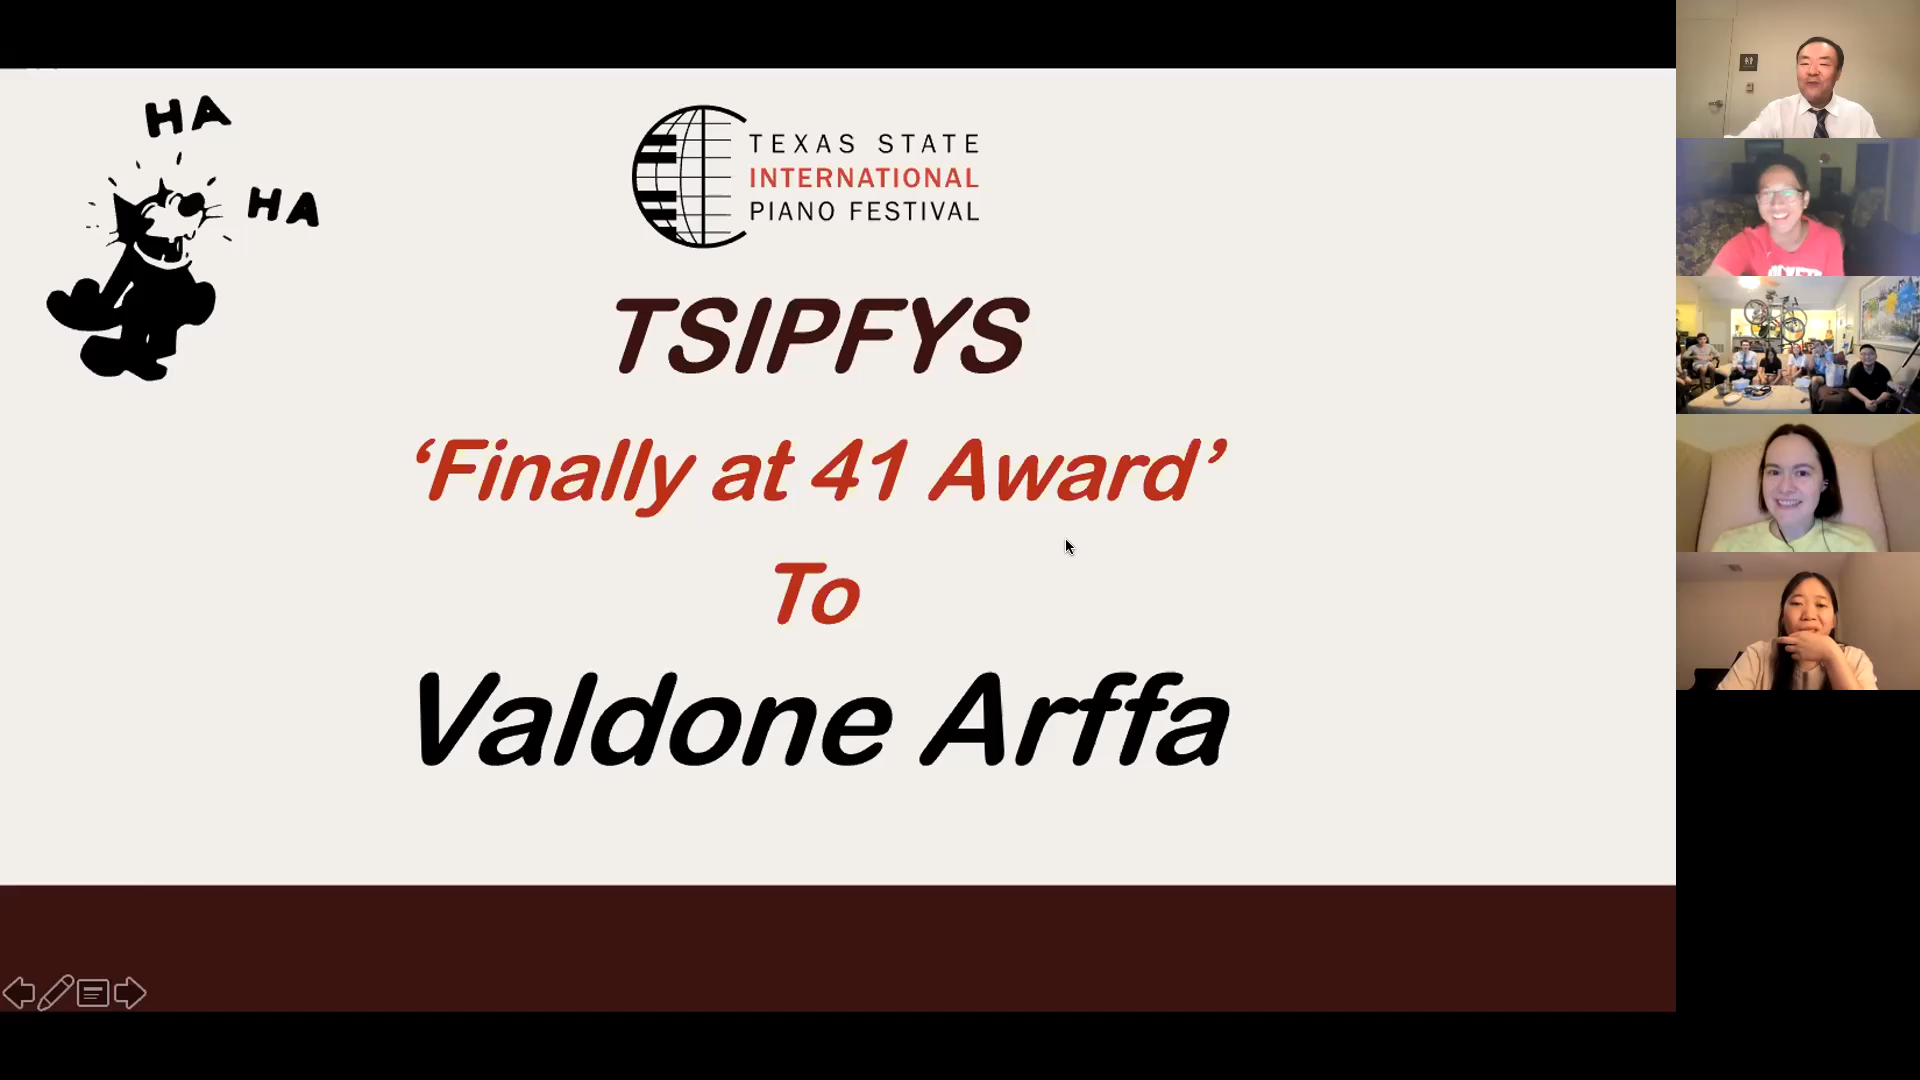 HA
HA
TEXAS STATE
INTERNATIONAL
PIANO FESTIVAL
TSIPFYS
‘Finally at 41 Award’
To
Valdone Arffa